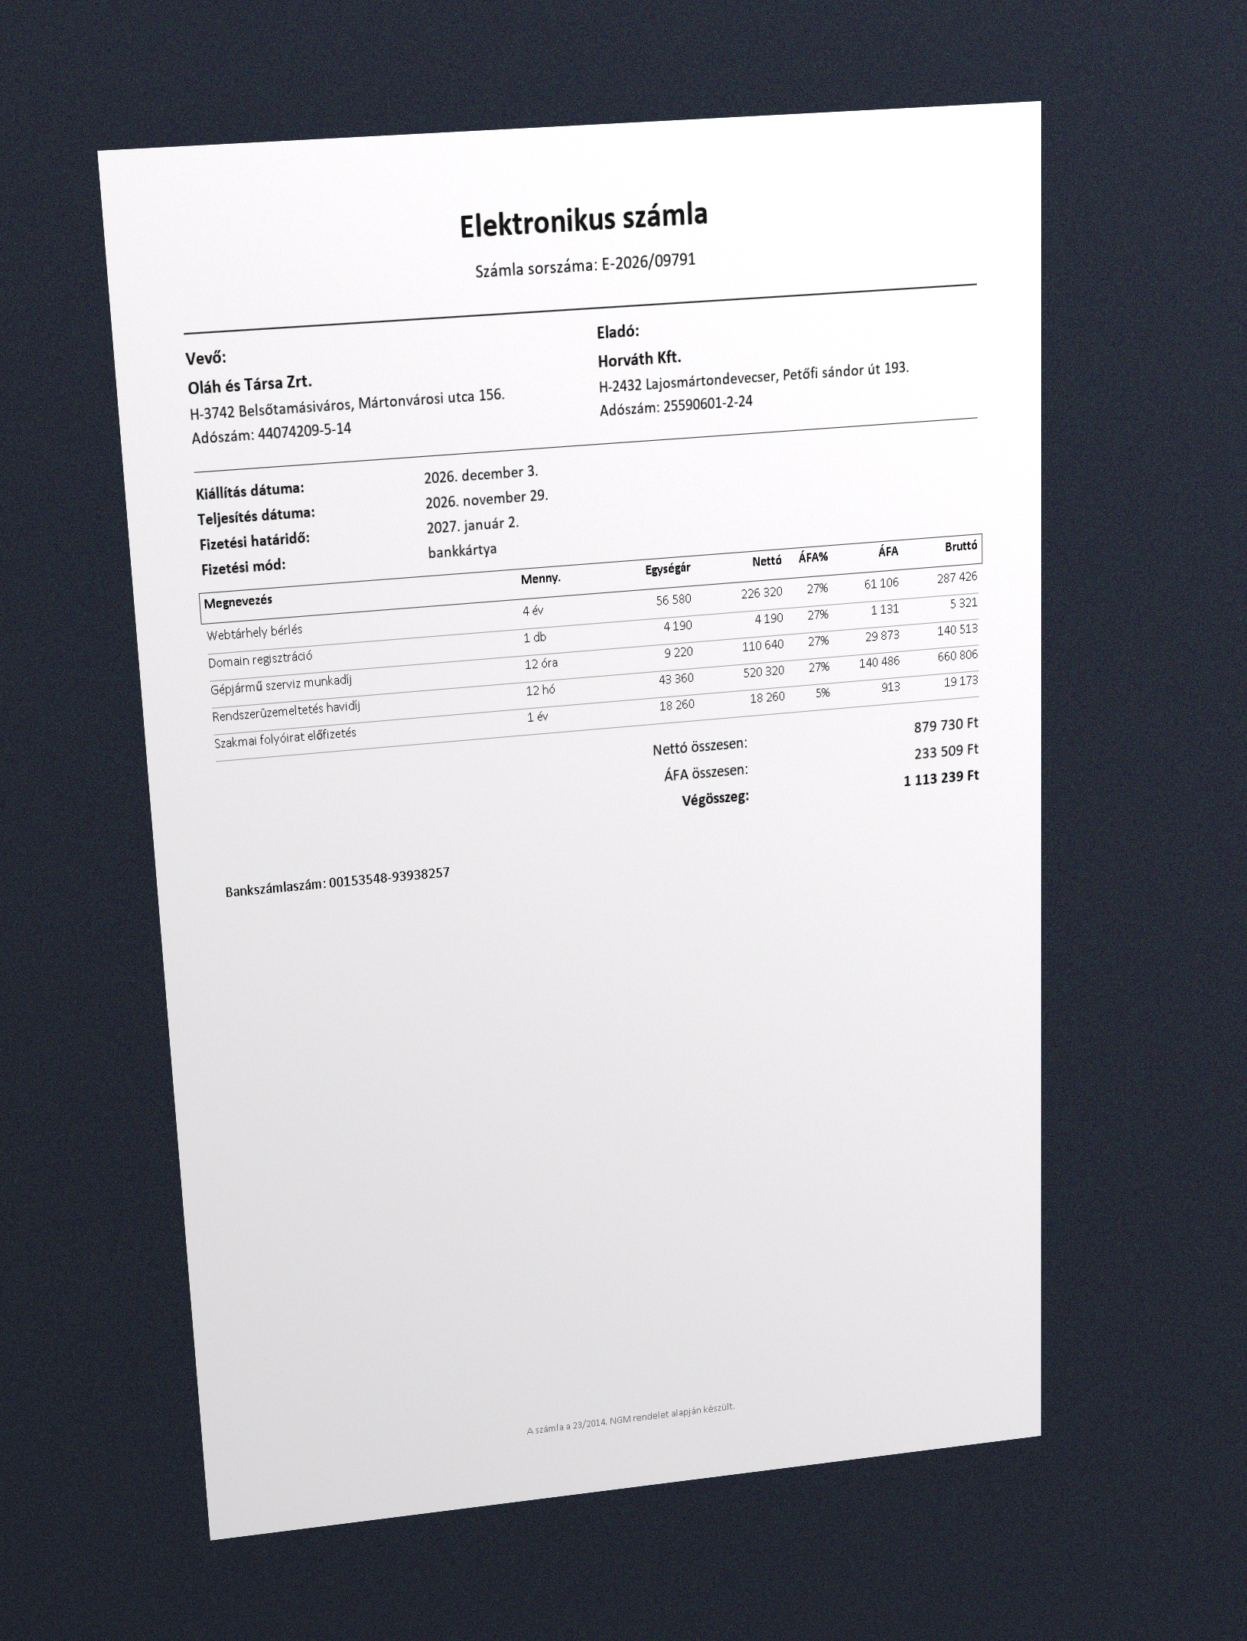 Elektronikus számla
Számla sorszáma: E-2026/09791
Vevő:
Oláh és Társa Zrt.
H-3742 Belsőtamásiváros, Mártonvárosi utca 156.
Adószám: 44074209-5-14
Eladó:
Horváth Kft.
H-2432 Lajosmártondevecser, Petőfi sándor út 193.
Adószám: 25590601-2-24
Kiállítás dátuma: 2026. december 3.
Teljesítés dátuma: 2026. november 29.
Fizetési határidő: 2027. január 2.
Fizetési mód: bankkártya
Megnevezés Menny. Egységár Nettó ÁFA% ÁFA Bruttó
Webtárhely bérlés 4 év 56 580 226 320 27% 61 106 287 426
Domain regisztráció 1 db 4 190 4 190 27% 1 131 5 321
Gépjármű szerviz munkadíj 12 óra 9 220 110 640 27% 29 873 140 513
Rendszerüzemeltetés havidíj 12 hó 43 360 520 320 27% 140 486 660 806
Szakmai folyóirat előfizetés 1 év 18 260 18 260 5% 913 19 173
Nettó összesen: 879 730 Ft
ÁFA összesen: 233 509 Ft
Végösszeg: 1 113 239 Ft
Bankszámlaszám: 00153548-93938257
A számla a 23/2014. NGM rendelet alapján készült.